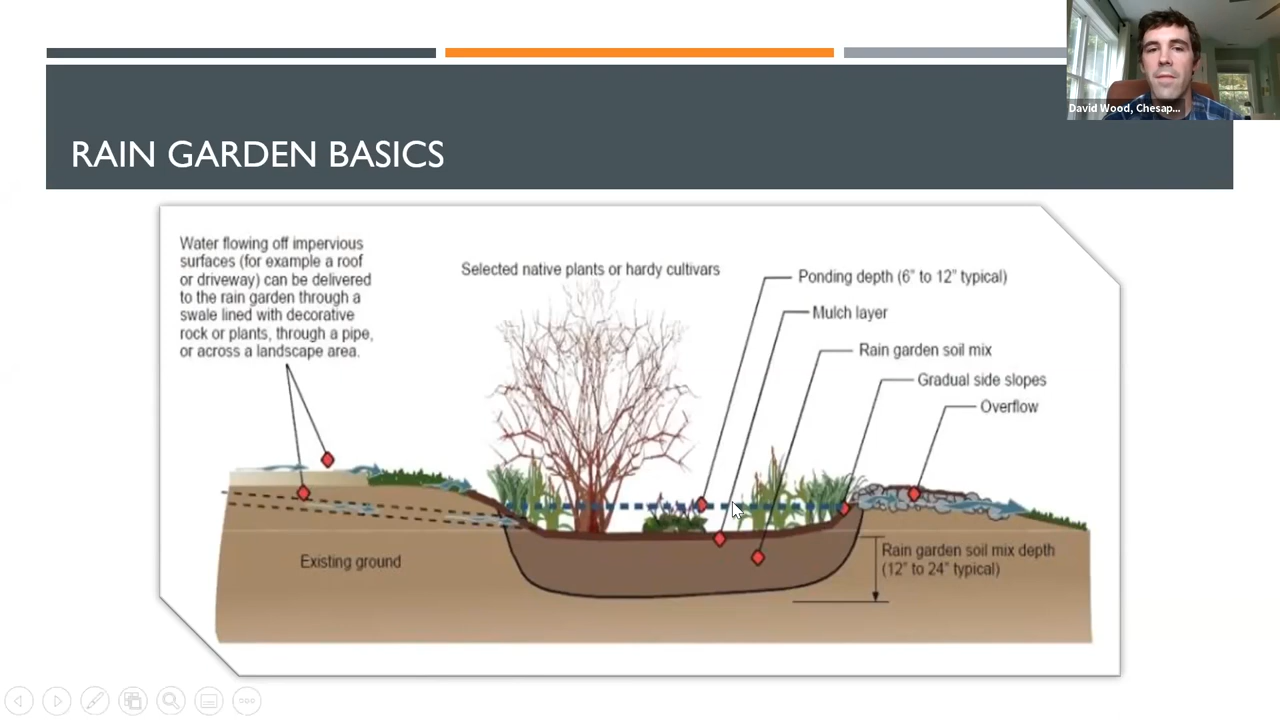 David Wood, Chesap...
RAIN GARDEN BASICS
Water flowing off impervious
surfaces (for example a roof
or driveway) can be delivered
to the rain garden through a
swale lined with decorative
rock or plants, through a pipe,
or across a landscape area.
Selected native plants or hardy cultivars
Ponding depth (6" to 12" typical)
Mulch layer
Rain garden soil mix
Gradual side slopes
Overflow
Existing ground
Rain garden soil mix depth
(12" to 24" typical)